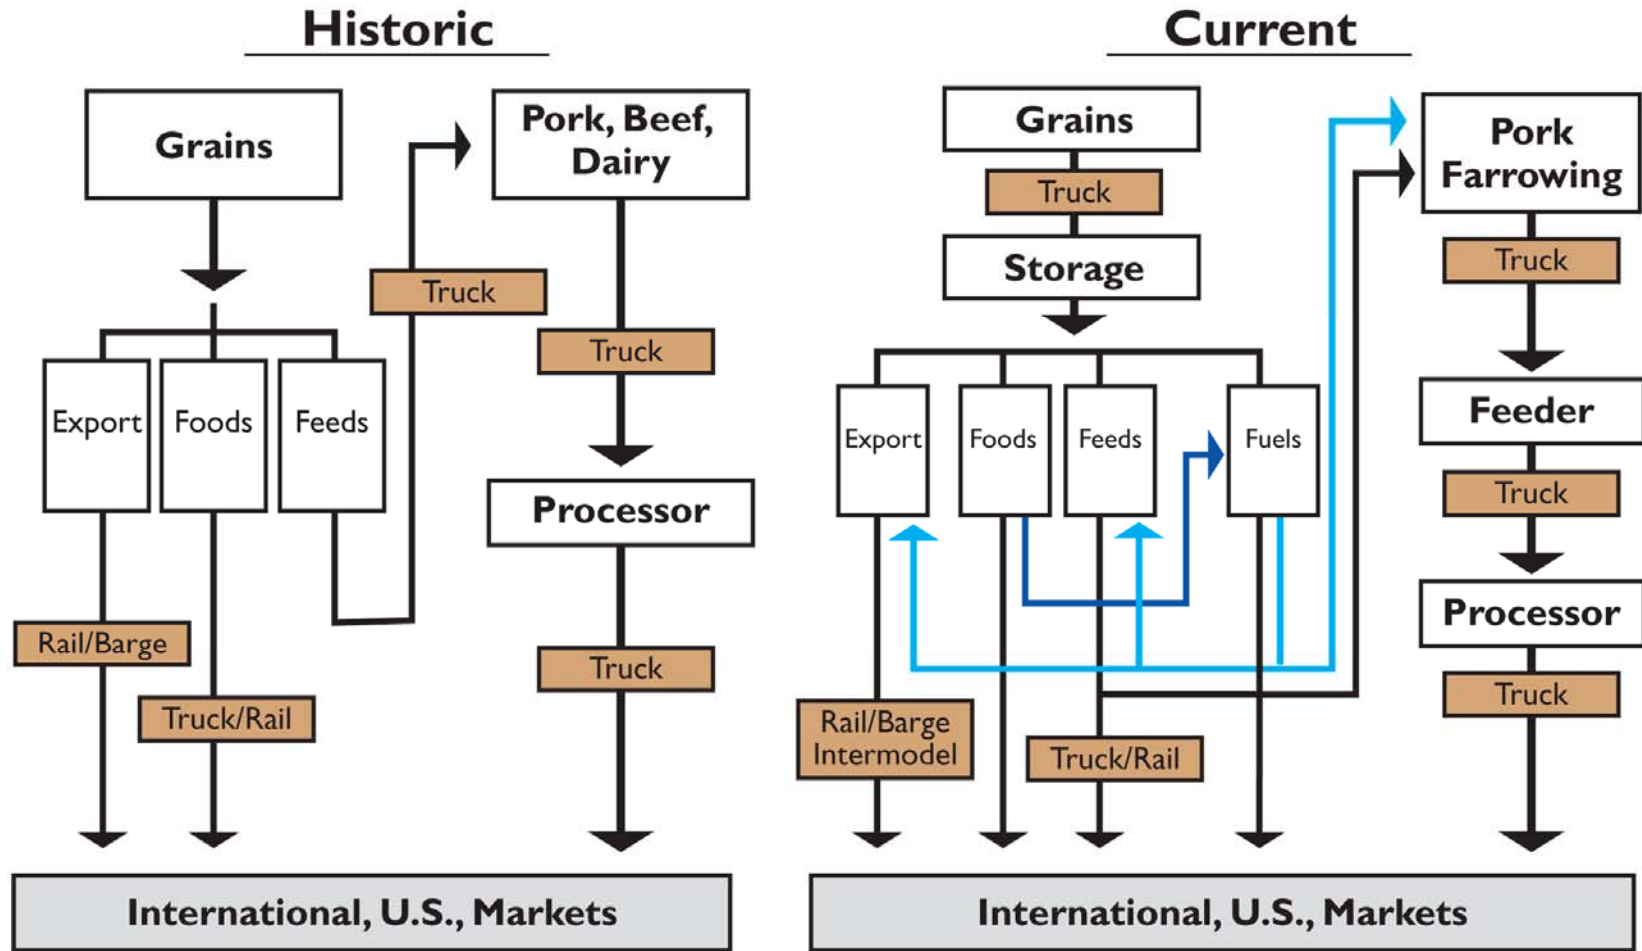 Historic
Grains
Pork, Beef,
Dairy
Truck
Truck
Export
Foods
Feeds
Processor
Rail/Barge
Truck/Rail
Truck
International, U.S., Markets
Current
Grains
Truck
Storage
Pork
Farrowing
Truck
Feeder
Export
Foods
Feeds
Fuels
Truck
Processor
Rail/Barge
Intermodel
Truck/Rail
Truck
International, U.S., Markets